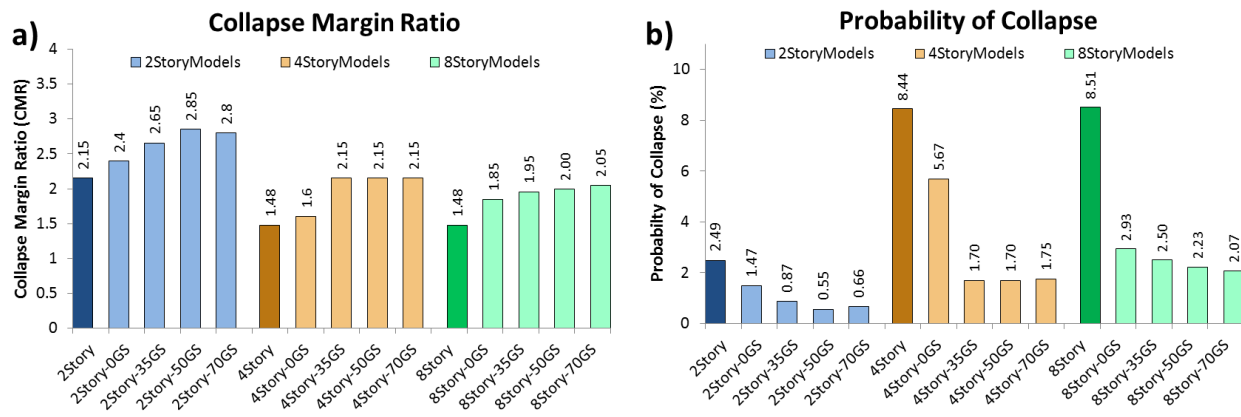 a)
Collapse Margin Ratio
2StoryModels 4StoryModels 8StoryModels
Collapse Margin Ratio (CMR)
4
3.5
3
2.5
2
1.5
1
0.5
0
2.15 2.4 2.65 2.85 2.8 1.48 1.6 2.15 2.15 2.15 1.48 1.85 1.95 2.00 2.05
2Story 2Story-0GS 2Story-35GS 2Story-50GS 2Story-70GS 4Story 4Story-0GS 4Story-35GS 4Story-50GS 4Story-70GS 8Story 8Story-0GS 8Story-35GS 8Story-50GS 8Story-70GS
b)
Probability of Collapse
2StoryModels 4StoryModels 8StoryModels
Probabilty of Collapse (%)
10
8
6
4
2
0
2.49 1.47 0.87 0.55 0.66 8.44 5.67 1.70 1.70 1.75 8.51 2.93 2.50 2.23 2.07
2Story 2Story-0GS 2Story-35GS 2Story-50GS 2Story-70GS 4Story 4Story-0GS 4Story-35GS 4Story-50GS 4Story-70GS 8Story 8Story-0GS 8Story-35GS 8Story-50GS 8Story-70GS